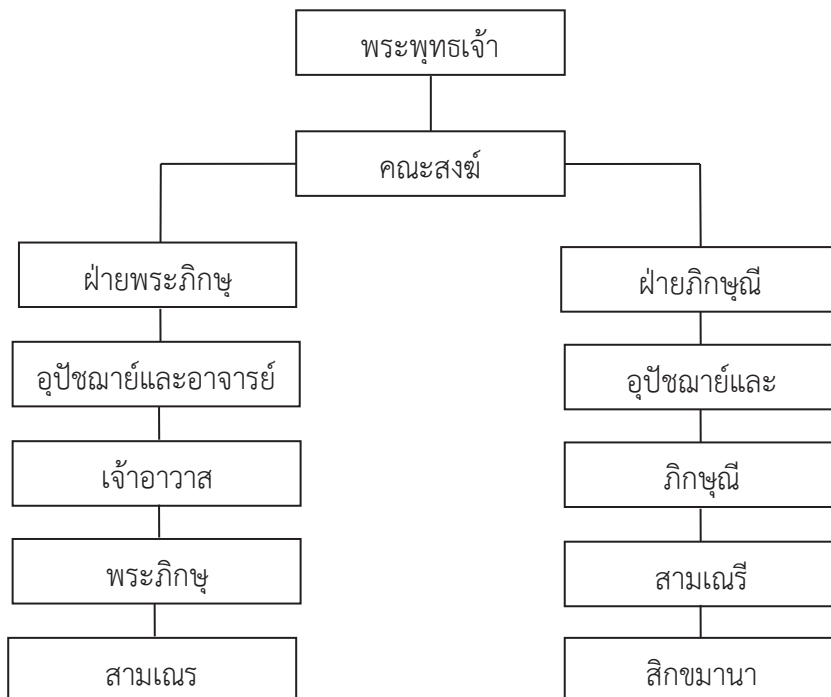 พระพุทธเจ้า
คณะสงฆ์
ฝ่ายพระภิกษุ
ฝ่ายภิกษุณี
อุปัชฌาย์และอาจารย์
อุปัชฌาย์และ
เจ้าอาวาส
ภิกษุณี
พระภิกษุ
สามเณรี
สามเณร
สิกขมานา